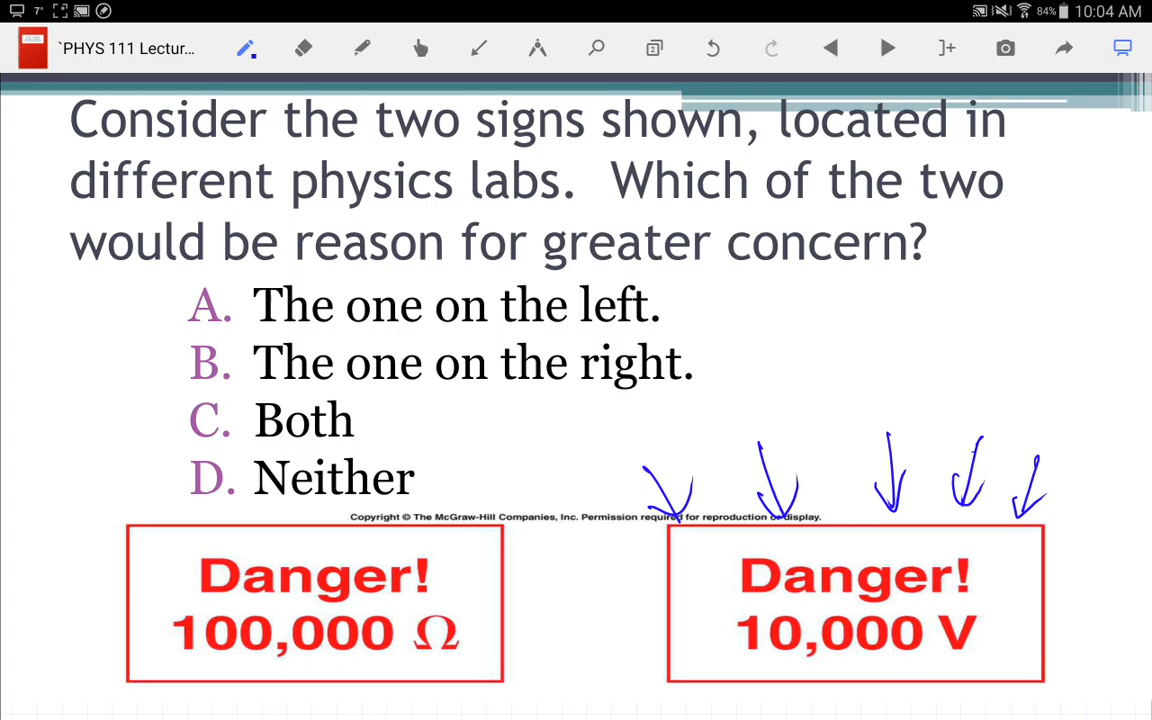 7° 84% 10:04 AM
`PHYS 111 Lectur... 2
Consider the two signs shown, located in
different physics labs. Which of the two
would be reason for greater concern?
A. The one on the left.
B. The one on the right.
C. Both
D. Neither
Copyright © The McGraw-Hill Companies, Inc. Permission required for reproduction or display.
Danger!
100,000 Ω
Danger!
10,000 V